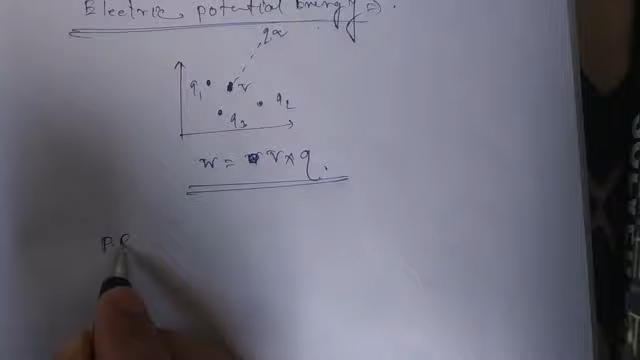 Electric potential Energy ⇒.
q∞
q₁
v
q₂
q₃
w = V × q.
P.E